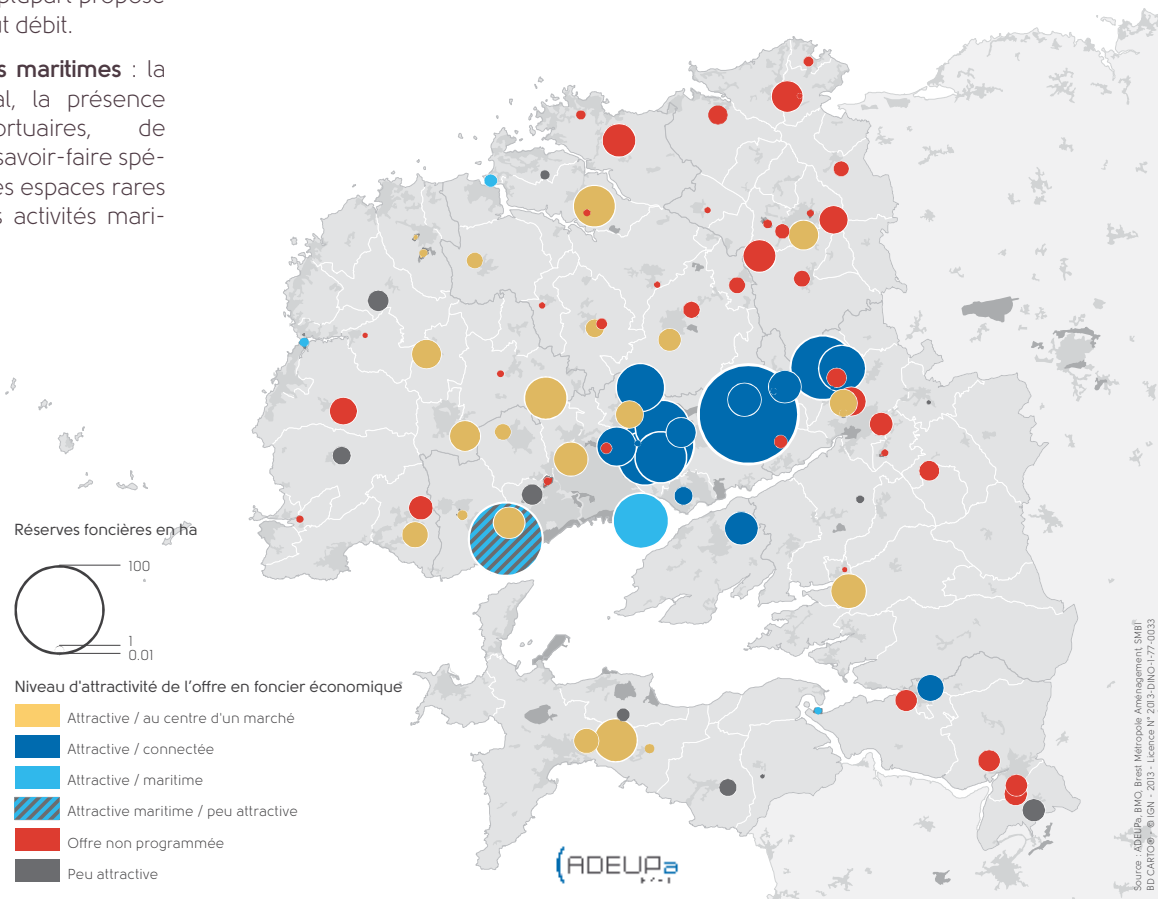 plupart propose
ut débit.
s maritimes : la
al, la présence
ortuaires, de
savoir-faire spé-
es espaces rares
s activités mari-
Réserves foncières en ha
100
1
0.01
Niveau d'attractivité de l'offre en foncier économique
Attractive / au centre d'un marché
Attractive / connectée
Attractive / maritime
Attractive maritime / peu attractive
Offre non programmée
Peu attractive
ADEUPa
Source : ADEUPa, BMO, Brest Métropole Aménagement, SMBI
BD CARTO® - © IGN - 2013 - Licence N° 2013-DINO-1-77-0033